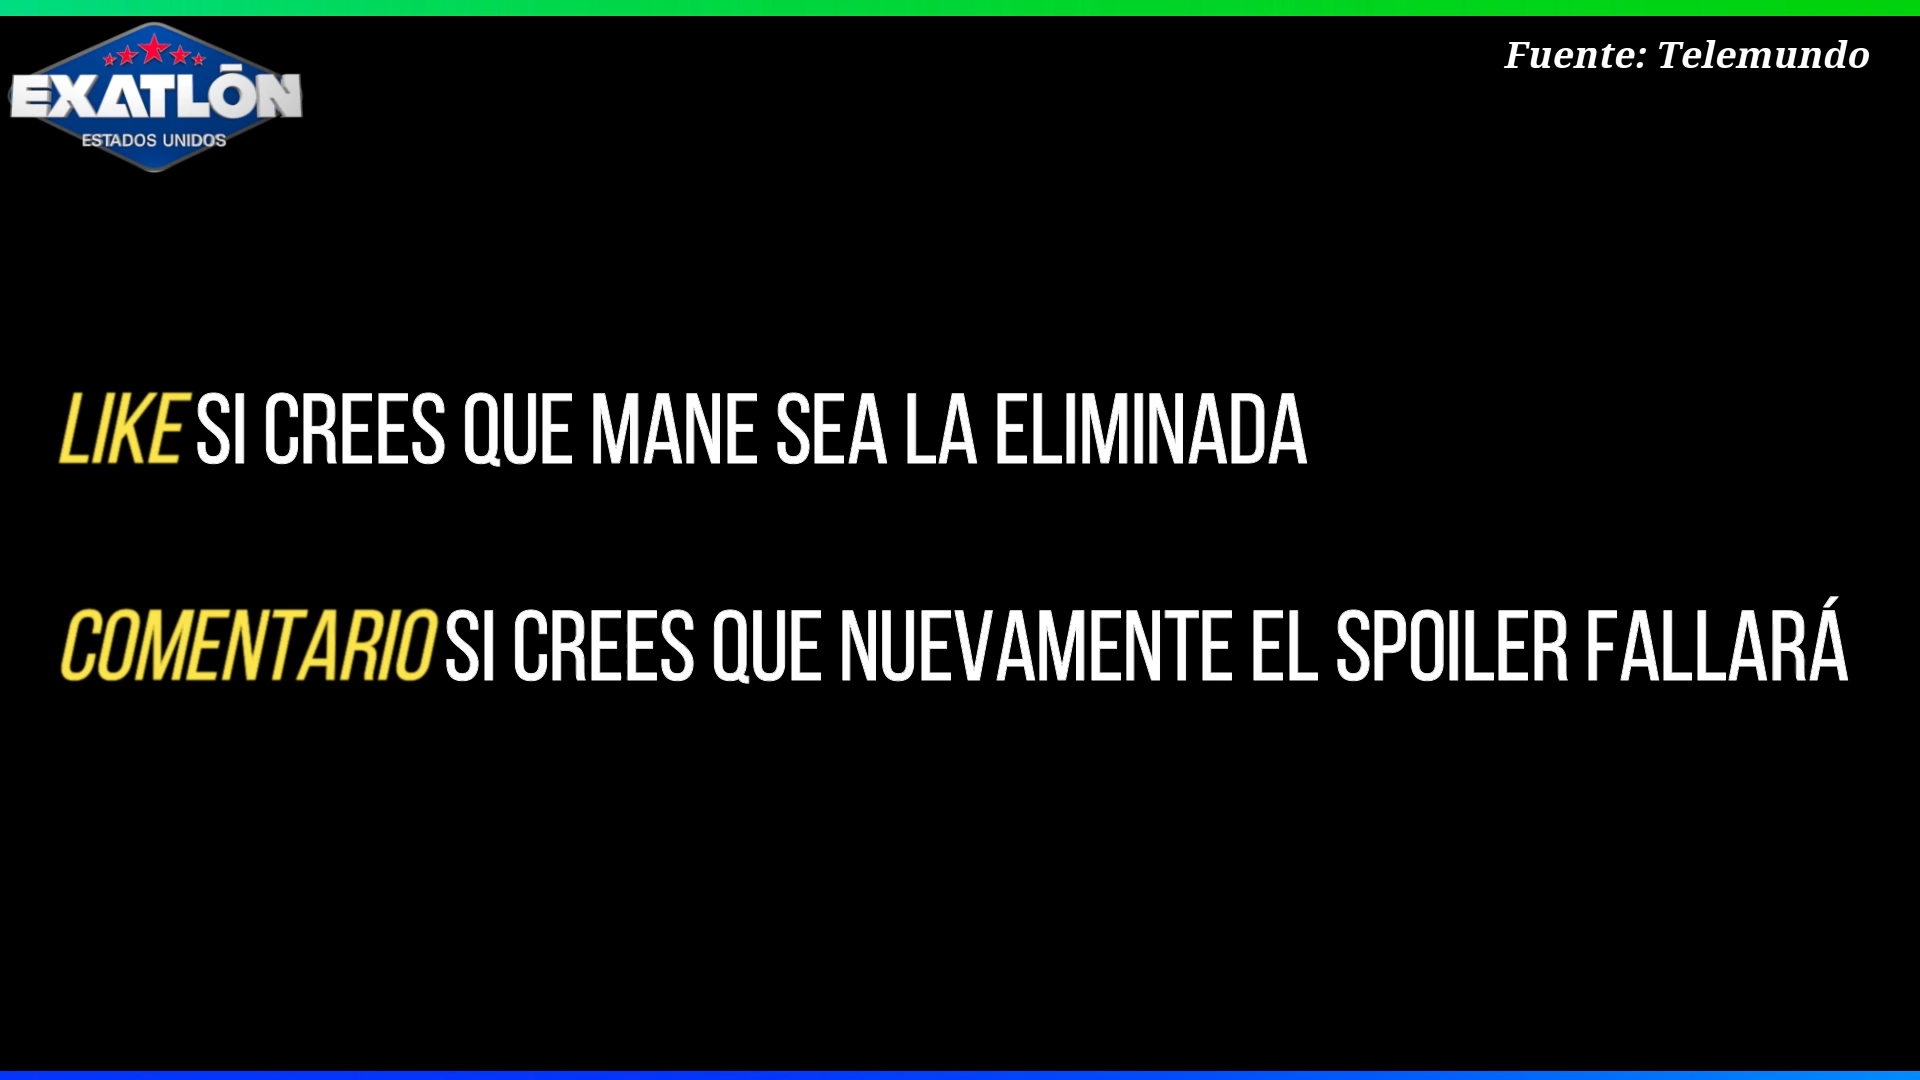 EXATLÓN
ESTADOS UNIDOS
Fuente: Telemundo
LIKE SI CREES QUE MANE SEA LA ELIMINADA
COMENTARIO SI CREES QUE NUEVAMENTE EL SPOILER FALLARÁ